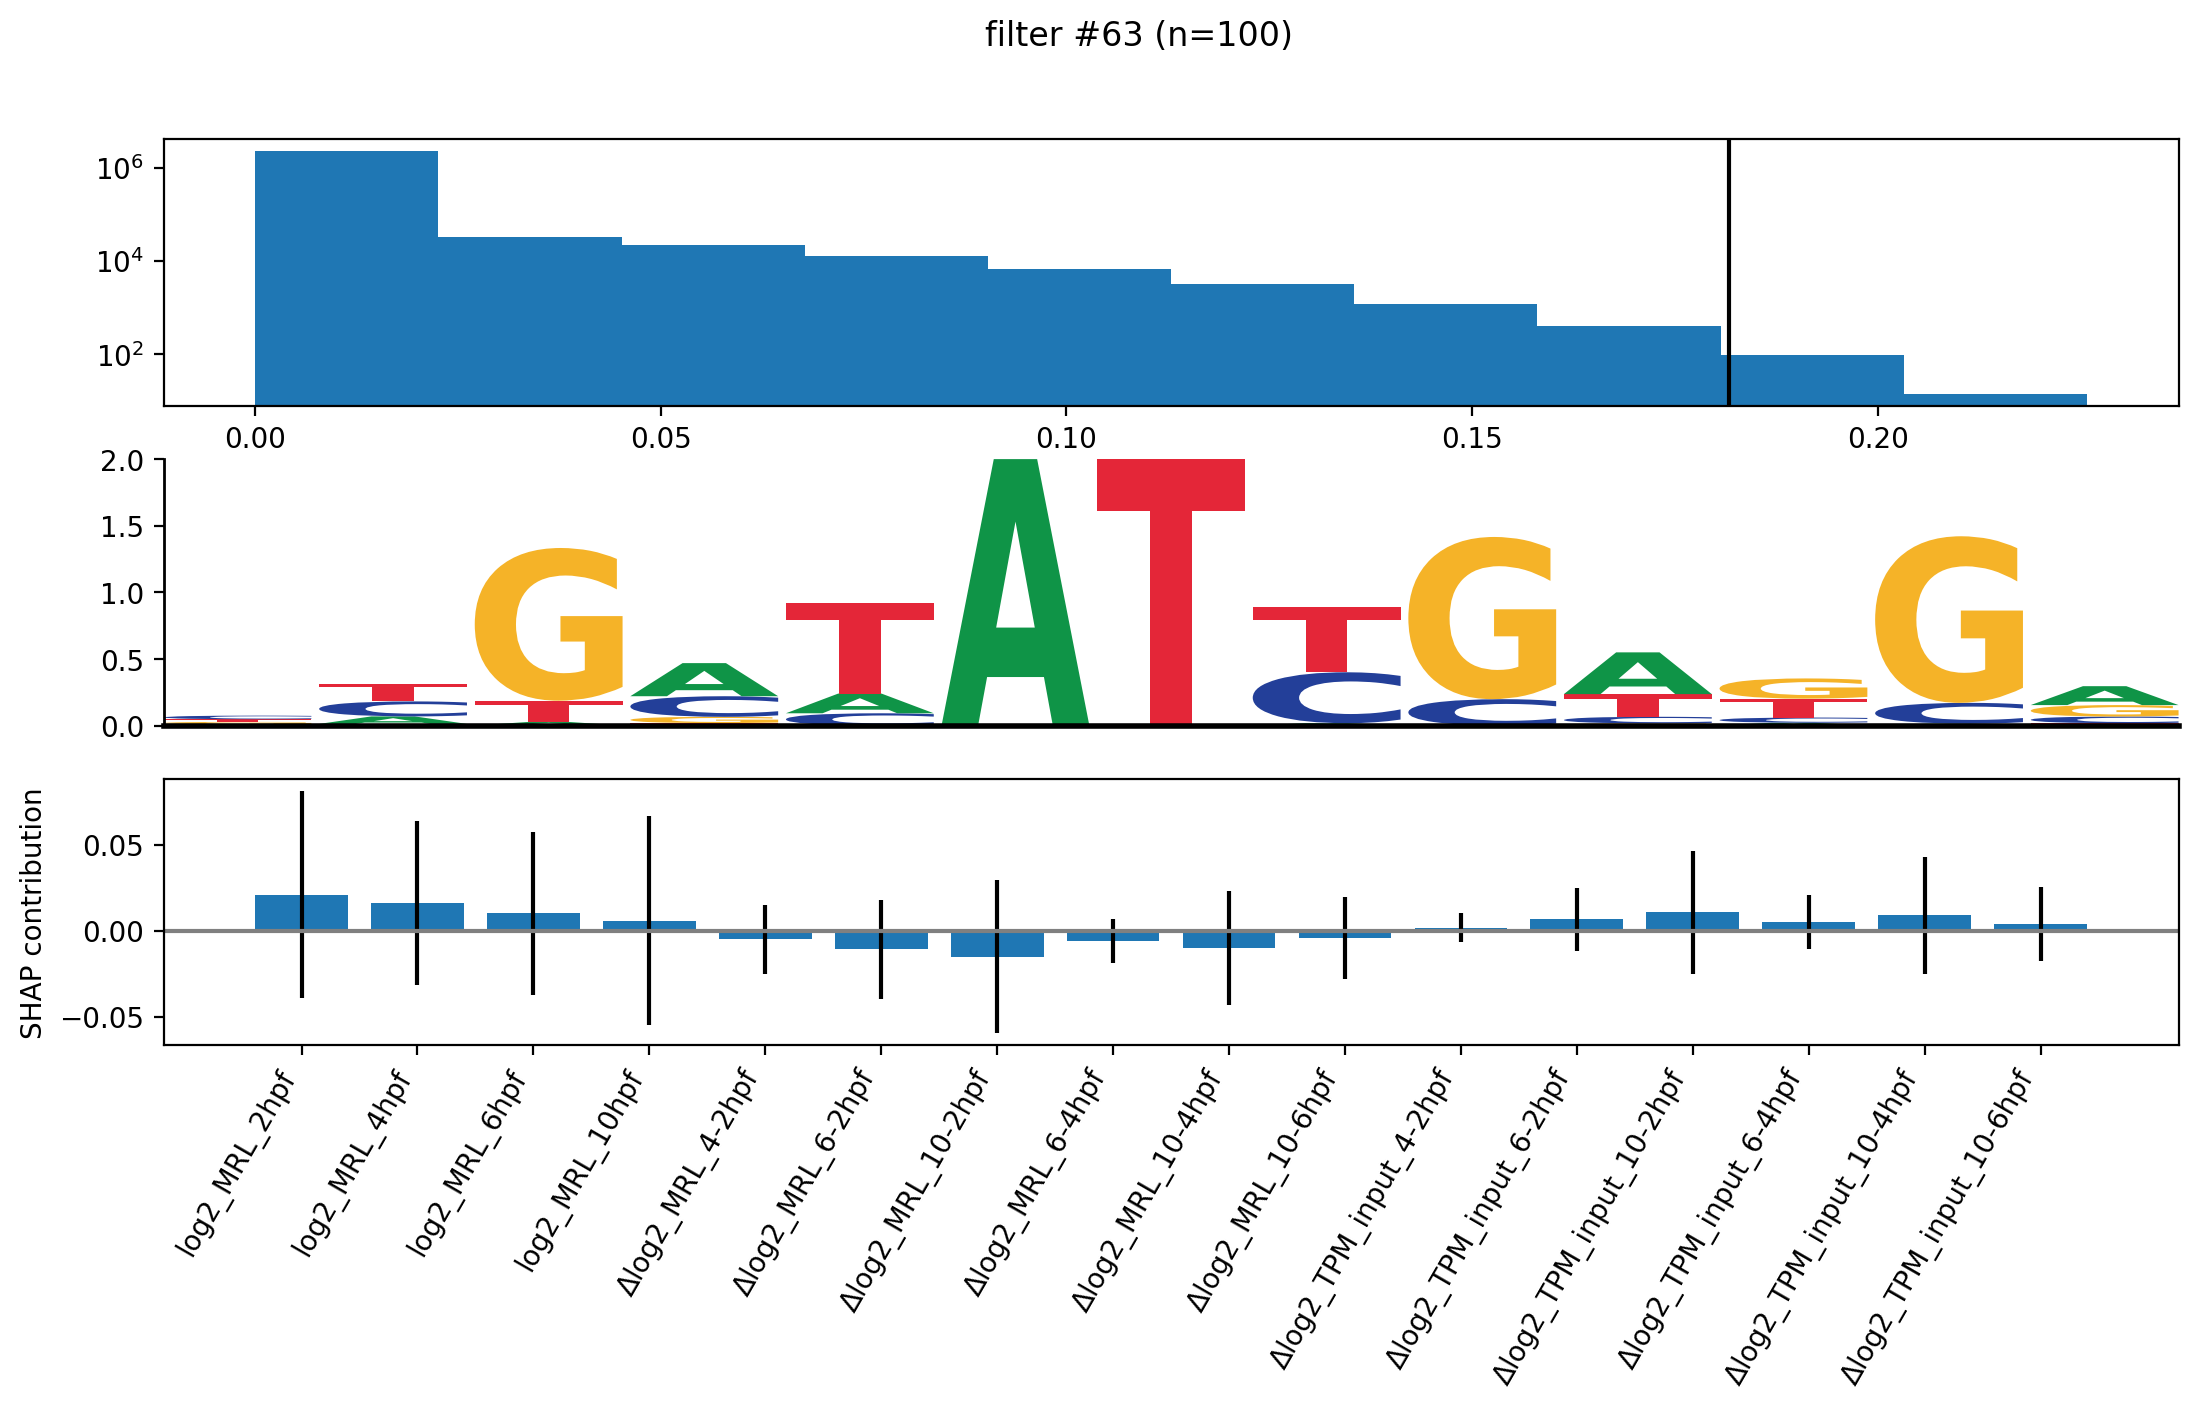 filter #63 (n=100)
10^6
10^4
10^2
0.00 0.05 0.10 0.15 0.20
2.0
1.5
1.0
0.5
0.0
C T
T C A
G T A
A C G
T A C
A
T
T C
G C
A T C
G T C
G C
A G C
SHAP contribution
0.05
0.00
−0.05
log2_MRL_2hpf
log2_MRL_4hpf
log2_MRL_6hpf
log2_MRL_10hpf
Δlog2_MRL_4-2hpf
Δlog2_MRL_6-2hpf
Δlog2_MRL_10-2hpf
Δlog2_MRL_6-4hpf
Δlog2_MRL_10-4hpf
Δlog2_MRL_10-6hpf
Δlog2_TPM_input_4-2hpf
Δlog2_TPM_input_6-2hpf
Δlog2_TPM_input_10-2hpf
Δlog2_TPM_input_6-4hpf
Δlog2_TPM_input_10-4hpf
Δlog2_TPM_input_10-6hpf